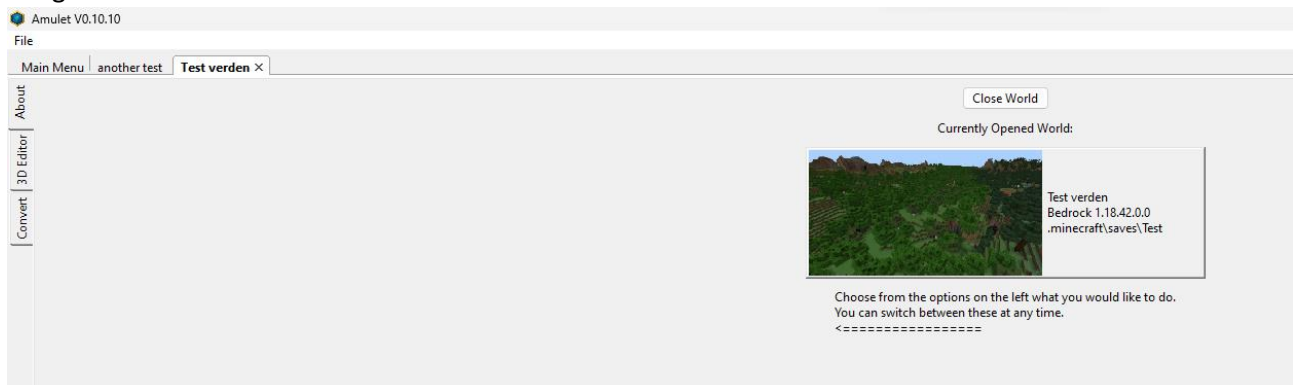 Amulet V0.10.10
File
Main Menu another test Test verden ×
About
3D Editor
Convert
Close World
Currently Opened World:
Test verden
Bedrock 1.18.42.0.0
.minecraft\saves\Test
Choose from the options on the left what you would like to do.
You can switch between these at any time.
<=================